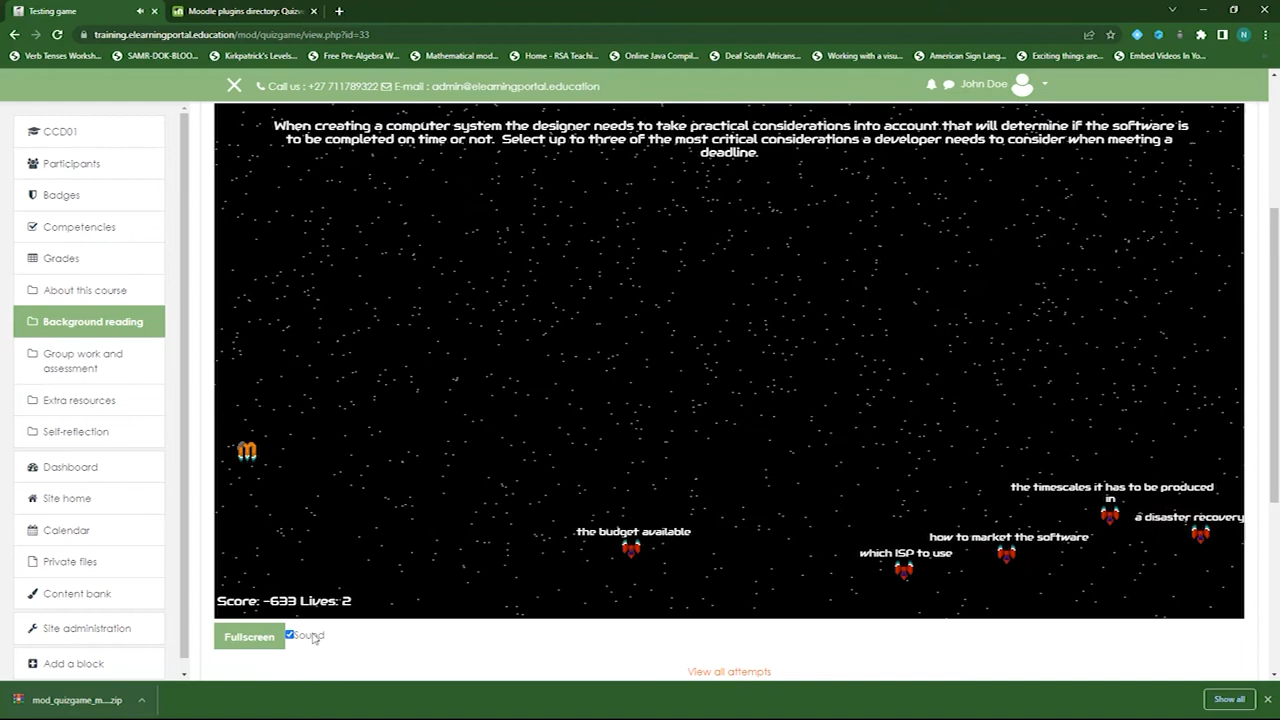 Testing game
Moodle plugins directory: Quizv
training.elearningportal.education/mod/quizgame/view.php?id=33
Verb Tenses Worksh...
SAMR-DOK-BLOO...
Kirkpatrick's Levels...
Free Pre-Algebra W...
Mathematical mod...
Home - RSA Teachi...
Online Java Compil...
Deaf South Africans...
Working with a visu...
American Sign Lang...
Exciting things are...
Embed Videos In Yo...
Call us : +27 711789322 E-mail : admin@elearningportal.education
John Doe
CCD01
Participants
Badges
Competencies
Grades
About this course
Background reading
Group work and
assessment
Extra resources
Self-reflection
Dashboard
Site home
Calendar
Private files
Content bank
Site administration
Add a block
When creating a computer system the designer needs to take practical considerations into account that will determine if the software is
to be completed on time or not. Select up to three of the most critical considerations a developer needs to consider when meeting a
deadline.
the timescales it has to be produced
in
a disaster recovery
the budget available
how to market the software
which ISP to use
Score: -633 Lives: 2
Fullscreen
Sound
View all attempts
mod_quizgame_m....zip
Show all